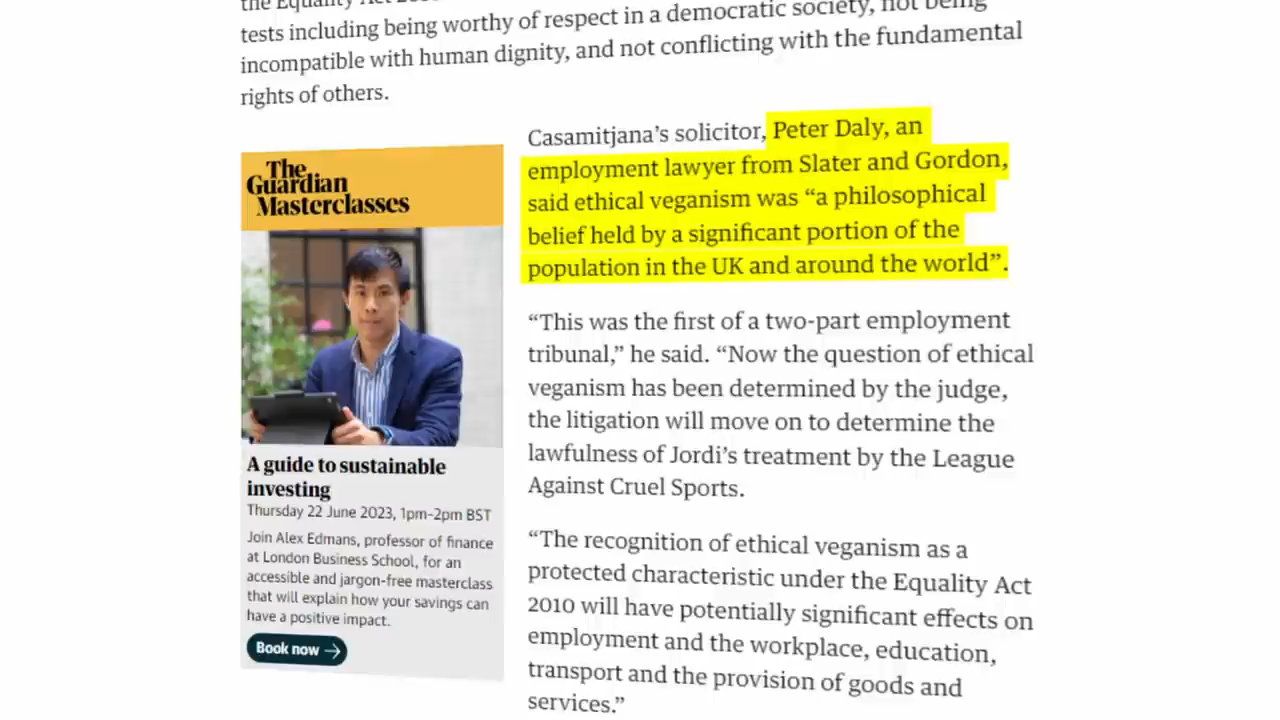 the Equality Act
tests including being worthy of respect in a democratic society, not being
incompatible with human dignity, and not conflicting with the fundamental
rights of others.
Casamitjana’s solicitor, Peter Daly, an
employment lawyer from Slater and Gordon,
said ethical veganism was “a philosophical
belief held by a significant portion of the
population in the UK and around the world”.
“This was the first of a two-part employment
tribunal,” he said. “Now the question of ethical
veganism has been determined by the judge,
the litigation will move on to determine the
lawfulness of Jordi’s treatment by the League
Against Cruel Sports.
“The recognition of ethical veganism as a
protected characteristic under the Equality Act
2010 will have potentially significant effects on
employment and the workplace, education,
transport and the provision of goods and
services.”
The
Guardian
Masterclasses
A guide to sustainable
investing
Thursday 22 June 2023, 1pm-2pm BST
Join Alex Edmans, professor of finance
at London Business School, for an
accessible and jargon-free masterclass
that will explain how your savings can
have a positive impact.
Book now →